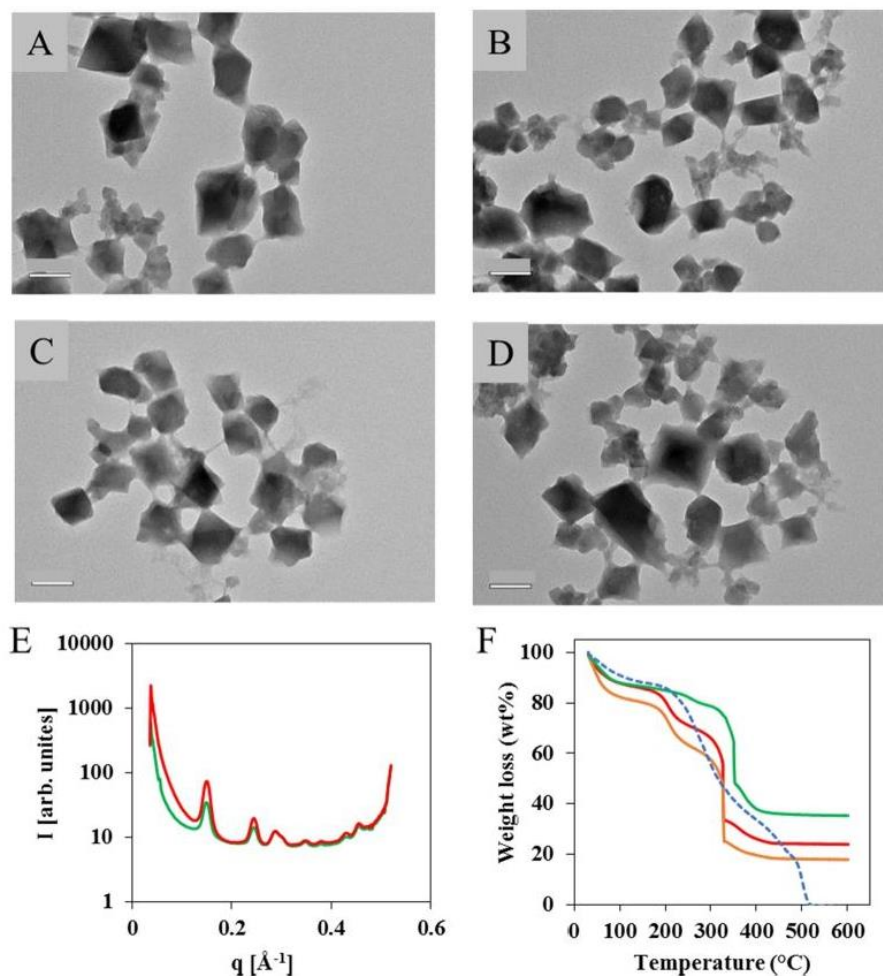 A
B
C
D
E
10000
1000
100
10
1
I [arb. unites]
0
0.2
0.4
0.6
q [Å⁻¹]
F
100
80
60
40
20
0
Weight loss (wt%)
0 100 200 300 400 500 600
Temperature (°C)